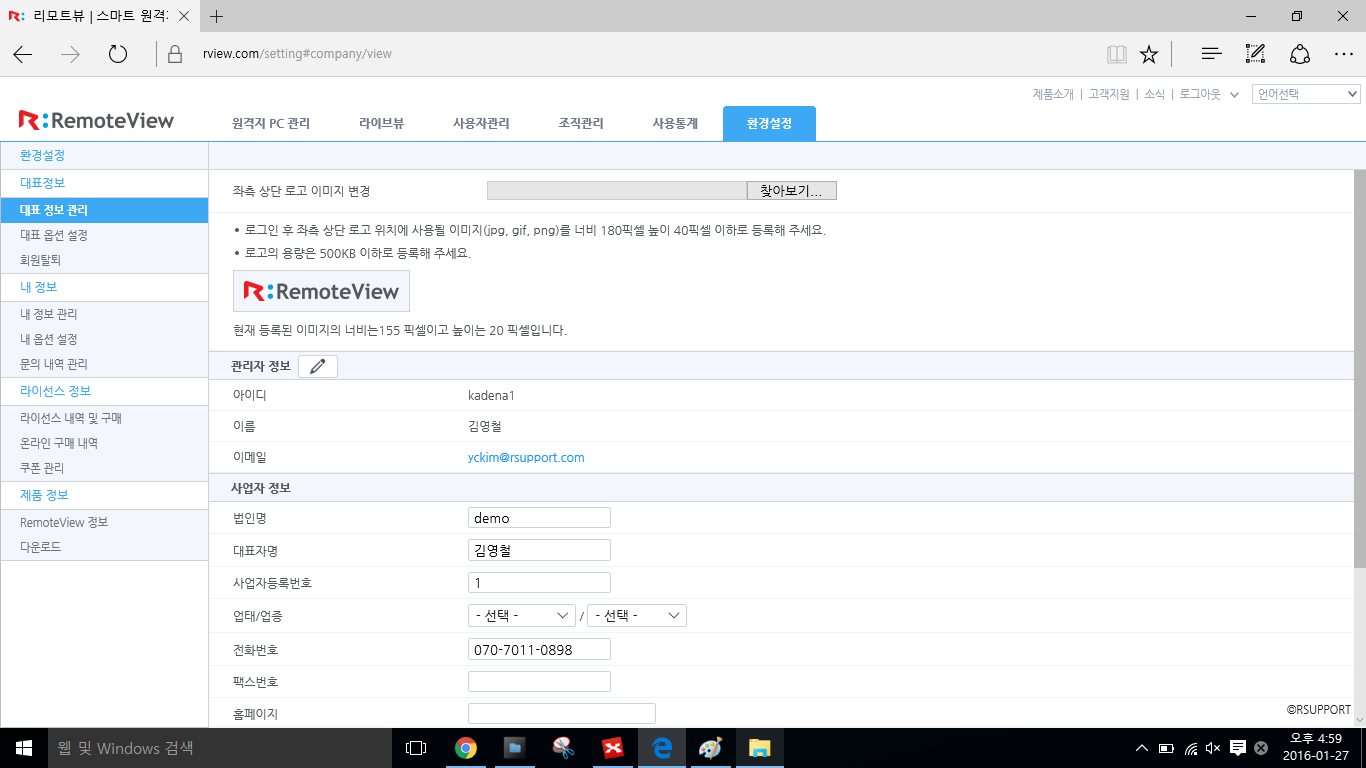 리모트뷰 | 스마트 원격
rview.com/setting#company/view
제품소개 | 고객지원 | 소식 | 로그아웃
언어선택
RemoteView
원격지 PC 관리
라이브뷰
사용자관리
조직관리
사용통계
환경설정
환경설정
대표정보
대표 정보 관리
대표 옵션 설정
회원탈퇴
내 정보
내 정보 관리
내 옵션 설정
문의 내역 관리
라이선스 정보
라이선스 내역 및 구매
온라인 구매 내역
쿠폰 관리
제품 정보
RemoteView 정보
다운로드
좌측 상단 로고 이미지 변경
찾아보기...
• 로그인 후 좌측 상단 로고 위치에 사용될 이미지(jpg, gif, png)를 너비 180픽셀 높이 40픽셀 이하로 등록해 주세요.
• 로고의 용량은 500KB 이하로 등록해 주세요.
RemoteView
현재 등록된 이미지의 너비는155 픽셀이고 높이는 20 픽셀입니다.
관리자 정보
아이디 kadena1
이름 김영철
이메일 yckim@rsupport.com
사업자 정보
법인명 demo
대표자명 김영철
사업자등록번호 1
업태/업종 - 선택 - / - 선택 -
전화번호 070-7011-0898
팩스번호
홈페이지
©RSUPPORT
웹 및 Windows 검색
오후 4:59
2016-01-27